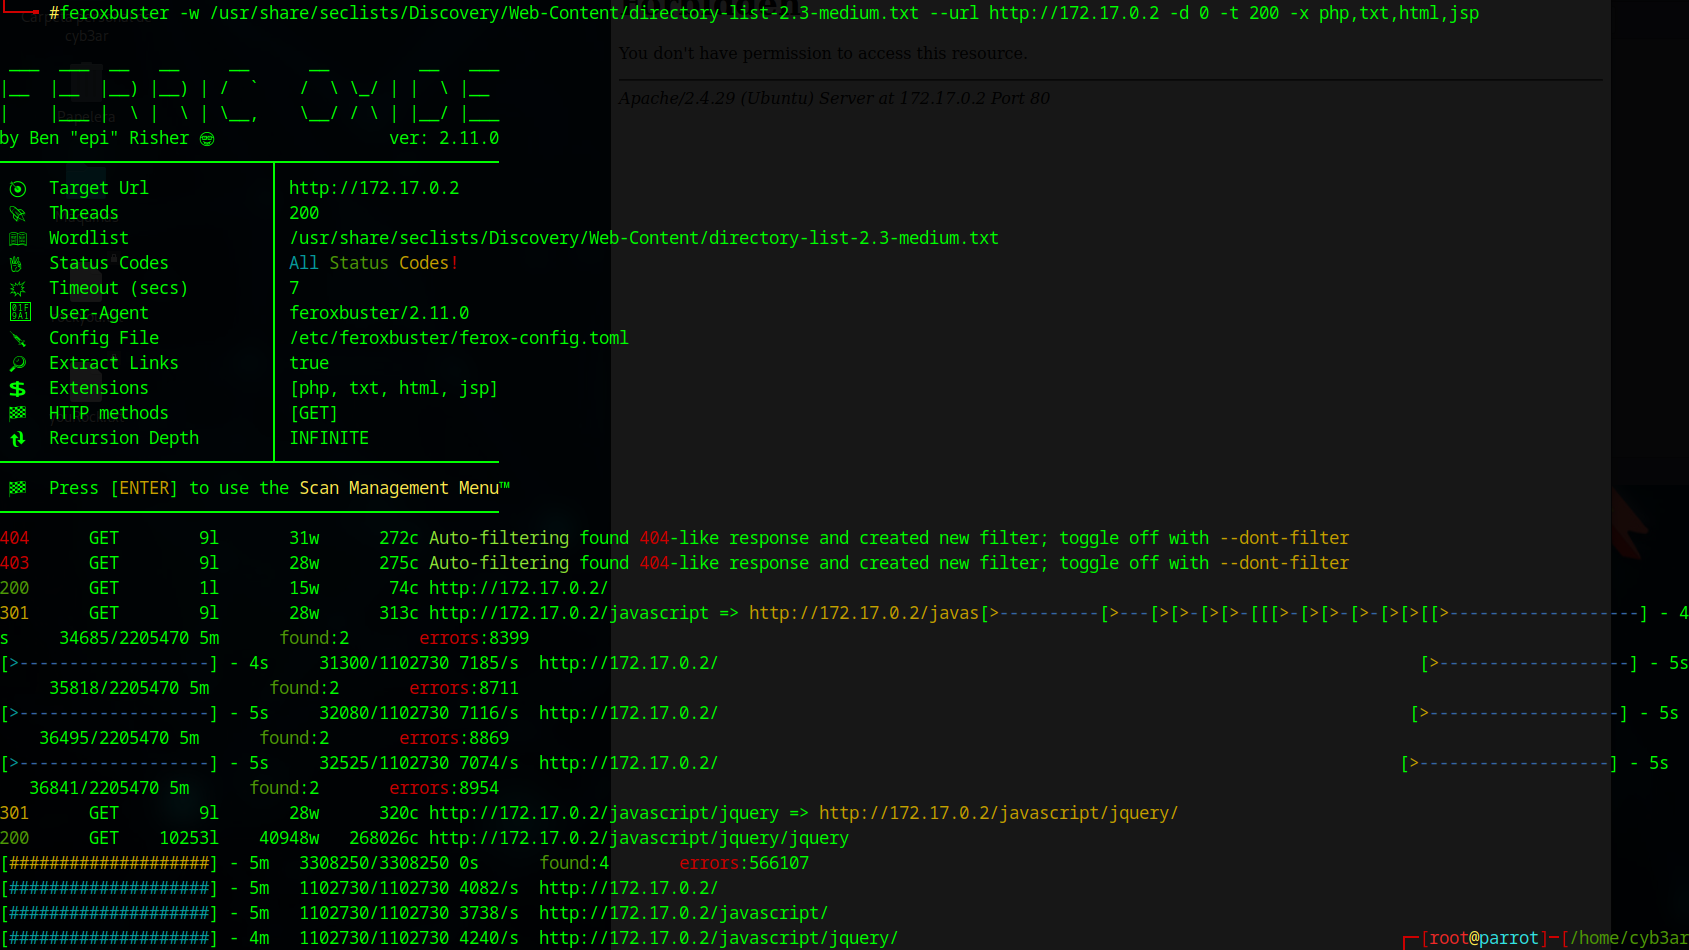 #feroxbuster -w /usr/share/seclists/Discovery/Web-Content/directory-list-2.3-medium.txt --url http://172.17.0.2 -d 0 -t 200 -x php,txt,html,jsp
cyb3ar
You don't have permission to access this resource.
Apache/2.4.29 (Ubuntu) Server at 172.17.0.2 Port 80
FERRIC OXIDE
by Ben "epi" Risher 🤓 ver: 2.11.0
Target Url http://172.17.0.2
Threads 200
Wordlist /usr/share/seclists/Discovery/Web-Content/directory-list-2.3-medium.txt
Status Codes All Status Codes!
Timeout (secs) 7
User-Agent feroxbuster/2.11.0
Config File /etc/feroxbuster/ferox-config.toml
Extract Links true
Extensions [php, txt, html, jsp]
HTTP methods [GET]
Recursion Depth INFINITE
Press [ENTER] to use the Scan Management Menu™
404 GET 9l 31w 272c Auto-filtering found 404-like response and created new filter; toggle off with --dont-filter
403 GET 9l 28w 275c Auto-filtering found 404-like response and created new filter; toggle off with --dont-filter
200 GET 1l 15w 74c http://172.17.0.2/
301 GET 9l 28w 313c http://172.17.0.2/javascript => http://172.17.0.2/javas[>----------[>---[>[>-[>[>-[[[>-[>[>-[>-[>[>[[>-------------------] - 4
s 34685/2205470 5m found:2 errors:8399
[>-------------------] - 4s 31300/1102730 7185/s http://172.17.0.2/ [>-------------------] - 5s
35818/2205470 5m found:2 errors:8711
[>-------------------] - 5s 32080/1102730 7116/s http://172.17.0.2/ [>-------------------] - 5s
36495/2205470 5m found:2 errors:8869
[>-------------------] - 5s 32525/1102730 7074/s http://172.17.0.2/ [>-------------------] - 5s
36841/2205470 5m found:2 errors:8954
301 GET 9l 28w 320c http://172.17.0.2/javascript/jquery => http://172.17.0.2/javascript/jquery/
200 GET 10253l 40948w 268026c http://172.17.0.2/javascript/jquery/jquery
[####################] - 5m 3308250/3308250 0s found:4 errors:566107
[####################] - 5m 1102730/1102730 4082/s http://172.17.0.2/
[####################] - 5m 1102730/1102730 3738/s http://172.17.0.2/javascript/
[####################] - 4m 1102730/1102730 4240/s http://172.17.0.2/javascript/jquery/ ┌─[root@parrot]─[/home/cyb3ar